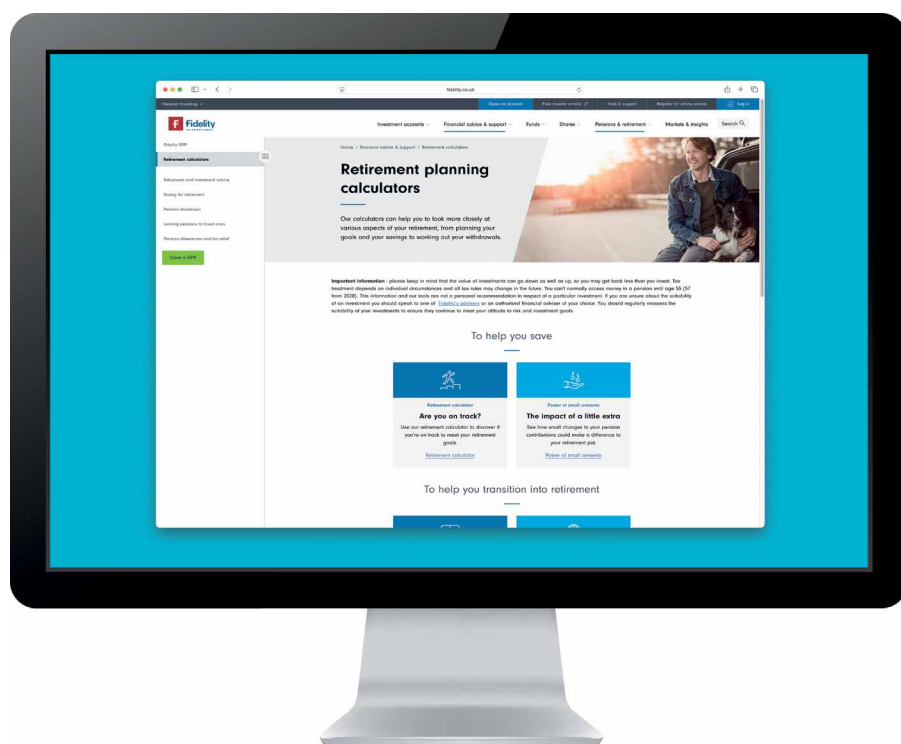 fidelity.co.uk
Personal Investing
Open an account
Free investor article
Help & support
Register for online access
Log in
Fidelity
INTERNATIONAL
Investment accounts
Financial advice & support
Funds
Shares
Pensions & retirement
Markets & insights
Search
Fidelity SIPP
Retirement calculators
Retirement and investment advice
Saving for retirement
Pension drawdown
Leaving pensions to loved ones
Pension allowances and tax relief
Open a SIPP
Home / Financial advice & support / Retirement calculators
Retirement planning
calculators
Our calculators can help you to look more closely at
various aspects of your retirement, from planning your
goals and your savings to working out your withdrawals.
Important information - please keep in mind that the value of investments can go down as well as up, so you may get back less than you invest. Tax
treatment depends on individual circumstances and all tax rules may change in the future. You can't normally access money in a pension until age 55 (57
from 2028). This information and our tools are not a personal recommendation in respect of a particular investment. If you are unsure about the suitability
of an investment you should speak to one of Fidelity's advisers or an authorised financial adviser of your choice. You should regularly reassess the
suitability of your investments to ensure they continue to meet your attitude to risk and investment goals.
To help you save
Retirement calculator
Are you on track?
Use our retirement calculator to discover if
you're on track to meet your retirement
goals.
Retirement calculator
Power of small amounts
The impact of a little extra
See how small changes to your pension
contributions could make a difference to
your retirement pot.
Power of small amounts
To help you transition into retirement